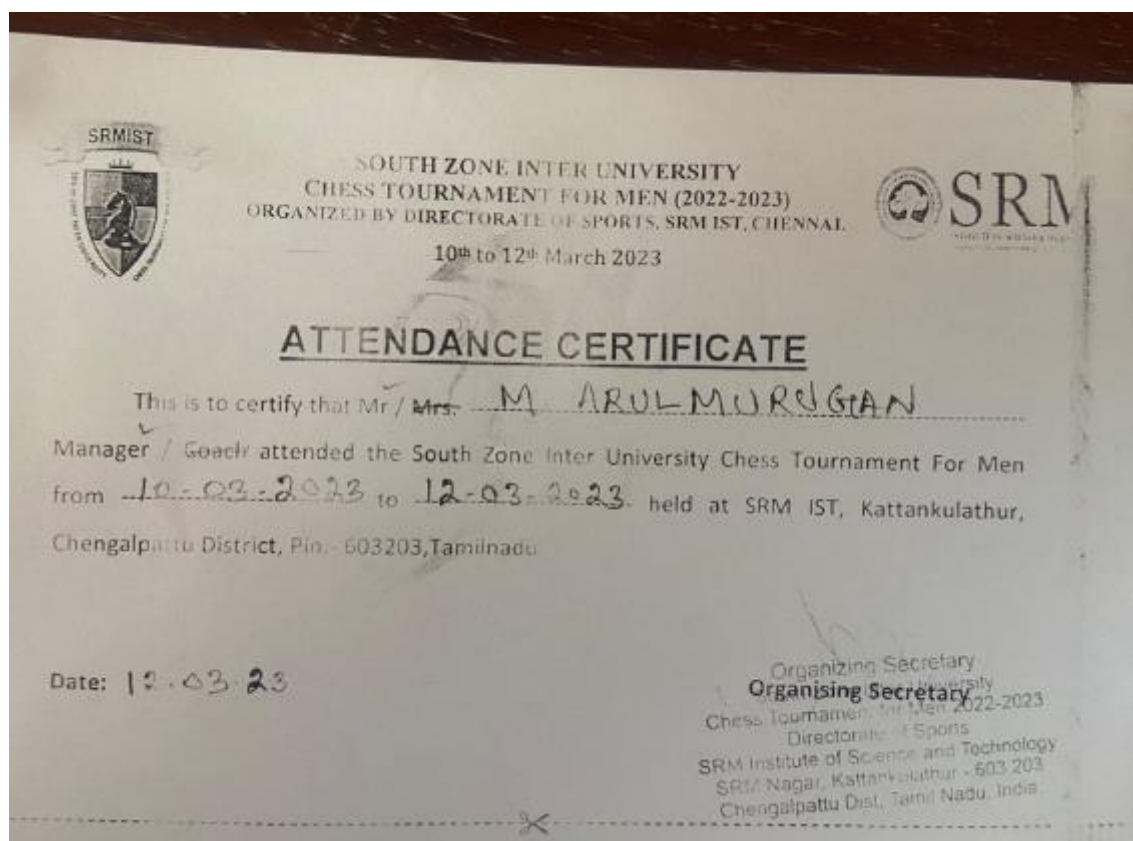 SRMIST
SOUTH ZONE INTER UNIVERSITY
CHESS TOURNAMENT FOR MEN (2022-2023)
ORGANIZED BY DIRECTORATE OF SPORTS, SRM IST, CHENNAI.
10th to 12th March 2023
SRM
ATTENDANCE CERTIFICATE
This is to certify that Mr / Mrs. M ARULMURUGAN
Manager / Coach attended the South Zone Inter University Chess Tournament For Men
from 10-03-2023 to 12-03-2023 held at SRM IST, Kattankulathur,
Chengalpattu District, Pin.- 603203,Tamilnadu
Date: 12.03.23
Organizing Secretary
Organising Secretary
University
Chess Tournament for Men 2022-2023
Directorate of Sports
SRM Institute of Science and Technology
SRM Nagar, Kattankulathur - 603 203
Chengalpattu Dist, Tamil Nadu, India